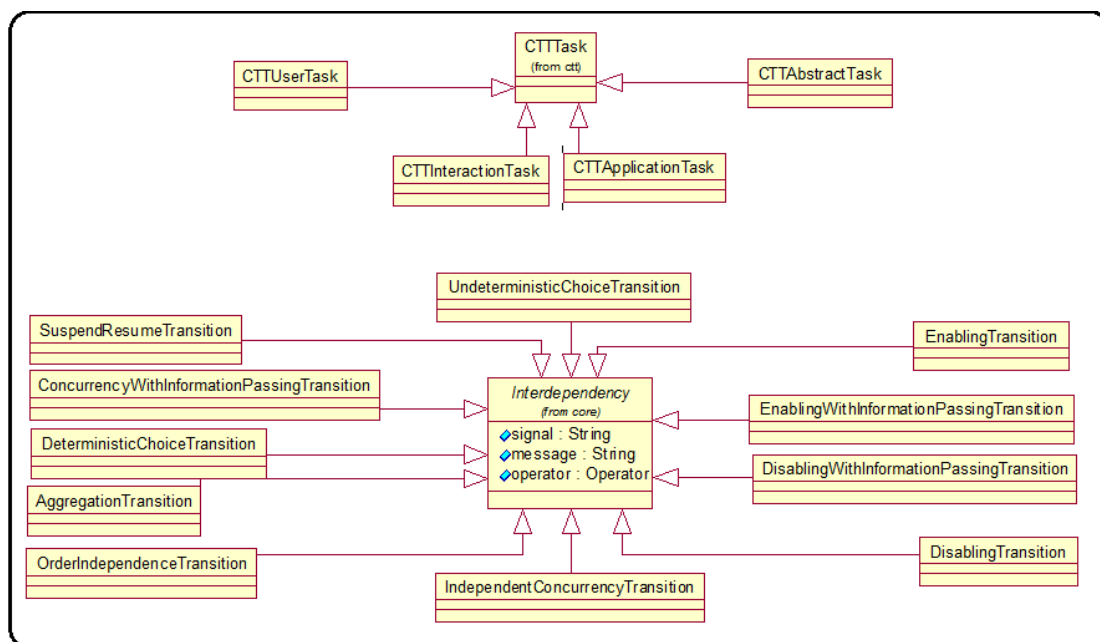 CTTTask
(from ctt)
CTTUserTask
CTTAbstractTask
CTTInteractionTask
CTTApplicationTask
UndeterministicChoiceTransition
SuspendResumeTransition
EnablingTransition
ConcurrencyWithInformationPassingTransition
Interdependency
(from core)
signal : String
message : String
operator : Operator
EnablingWithInformationPassingTransition
DeterministicChoiceTransition
DisablingWithInformationPassingTransition
AggregationTransition
OrderIndependenceTransition
IndependentConcurrencyTransition
DisablingTransition